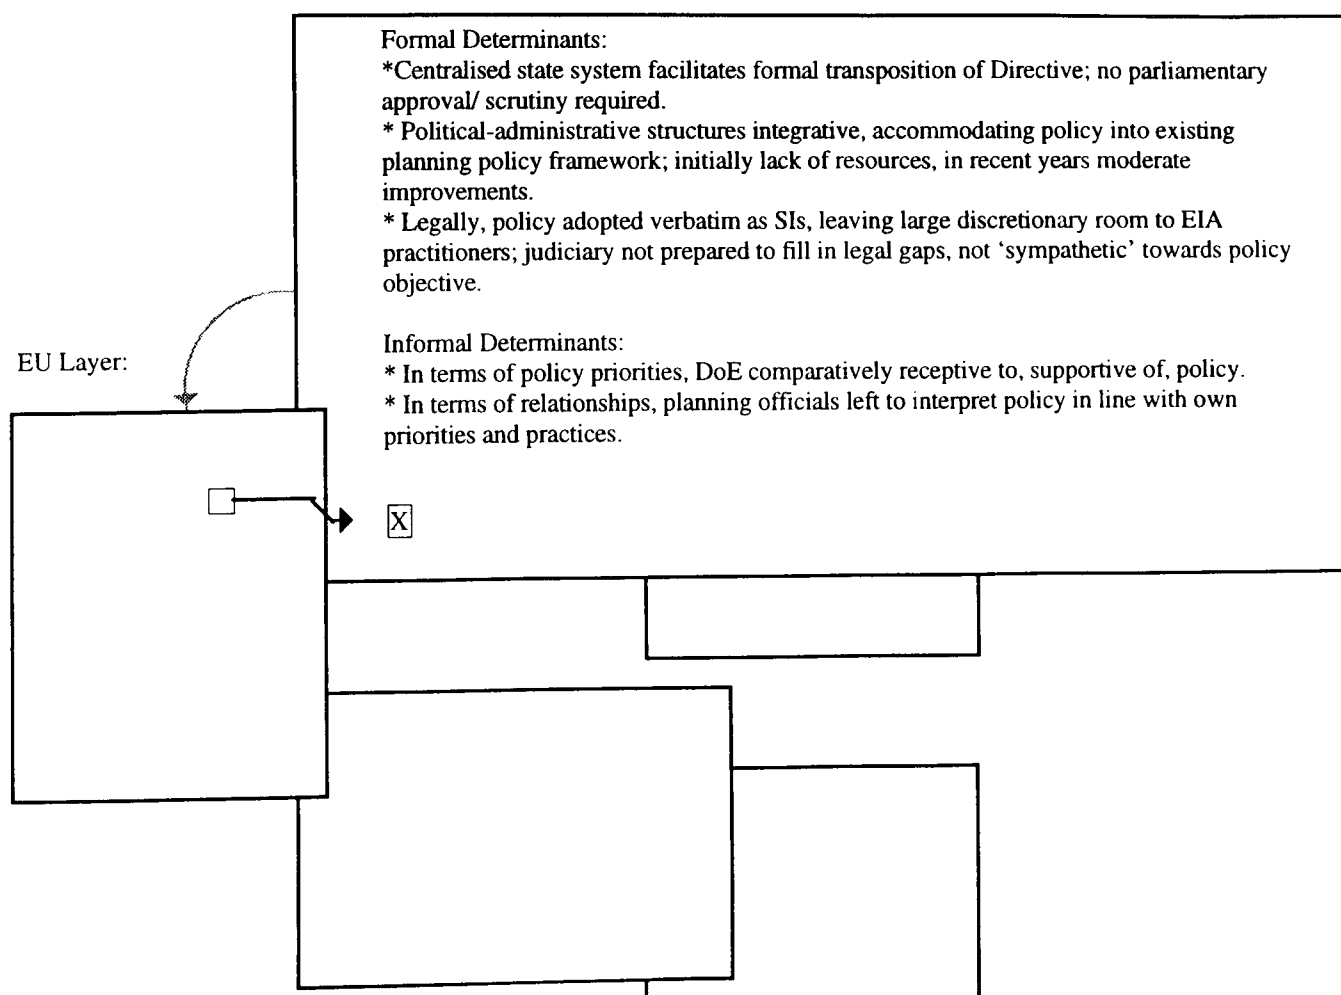 Formal Determinants:
*Centralised state system facilitates formal transposition of Directive; no parliamentary
approval/ scrutiny required.
* Political-administrative structures integrative, accommodating policy into existing
planning policy framework; initially lack of resources, in recent years moderate
improvements.
* Legally, policy adopted verbatim as SIs, leaving large discretionary room to EIA
practitioners; judiciary not prepared to fill in legal gaps, not ‘sympathetic’ towards policy
objective.
Informal Determinants:
* In terms of policy priorities, DoE comparatively receptive to, supportive of, policy.
* In terms of relationships, planning officials left to interpret policy in line with own
priorities and practices.
EU Layer:
X